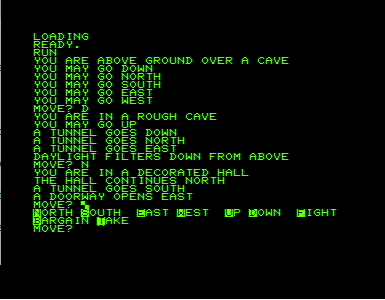 LOADING
READY.
RUN
YOU ARE ABOVE GROUND OVER A CAVE
YOU MAY GO DOWN
YOU MAY GO NORTH
YOU MAY GO SOUTH
YOU MAY GO EAST
YOU MAY GO WEST
MOVE? D
YOU ARE IN A ROUGH CAVE
YOU MAY GO UP
A TUNNEL GOES DOWN
A TUNNEL GOES NORTH
A TUNNEL GOES EAST
DAYLIGHT FILTERS DOWN FROM ABOVE
MOVE? N
YOU ARE IN A DECORATED HALL
THE HALL CONTINUES NORTH
A TUNNEL GOES SOUTH
A DOORWAY OPENS EAST
MOVE?
NORTH SOUTH EAST WEST UP DOWN FIGHT
BARGAIN TAKE
MOVE?